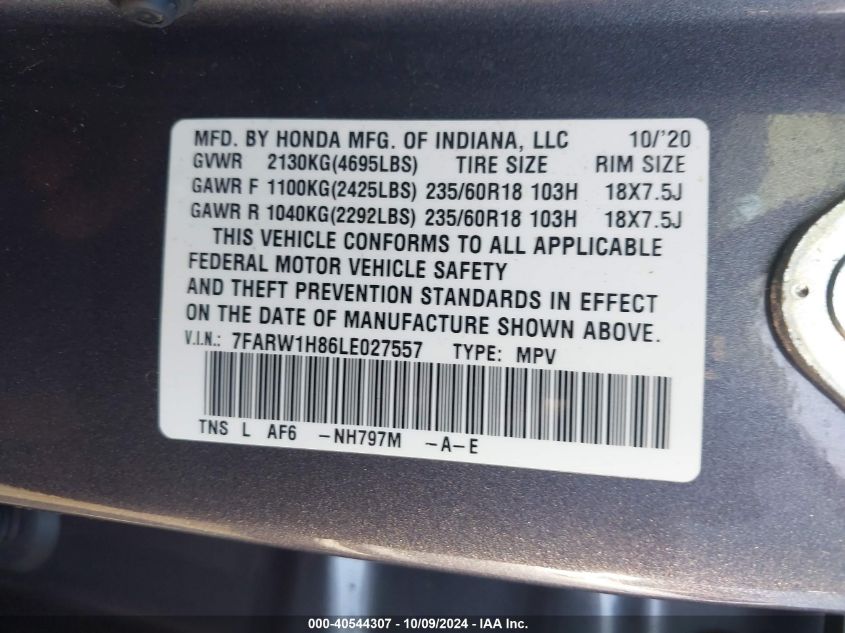 MFD. BY HONDA MFG. OF INDIANA, LLC 10/'20
GVWR 2130KG(4695LBS) TIRE SIZE RIM SIZE
GAWR F 1100KG(2425LBS) 235/60R18 103H 18X7.5J
GAWR R 1040KG(2292LBS) 235/60R18 103H 18X7.5J
THIS VEHICLE CONFORMS TO ALL APPLICABLE
FEDERAL MOTOR VEHICLE SAFETY
AND THEFT PREVENTION STANDARDS IN EFFECT
ON THE DATE OF MANUFACTURE SHOWN ABOVE.
V.I.N.: 7FARW1H86LE027557 TYPE: MPV
TNS L AF6 -NH797M -A-E
000-40544307 - 10/09/2024 - IAA Inc.